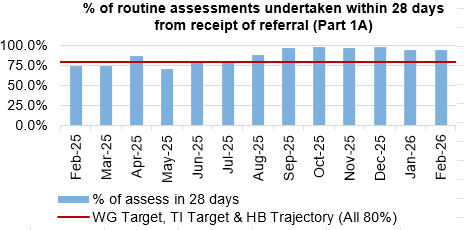 % of routine assessments undertaken within 28 days
from receipt of referral (Part 1A)
100.0%
75.0%
50.0%
25.0%
0.0%
Feb-25
Mar-25
Apr-25
May-25
Jun-25
Jul-25
Aug-25
Sep-25
Oct-25
Nov-25
Dec-25
Jan-26
Feb-26
% of assess in 28 days
WG Target, TI Target & HB Trajectory (All 80%)